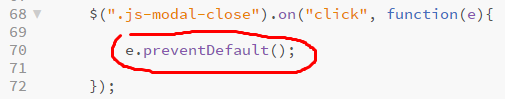 68 $(".js-modal-close").on("click", function(e){
69
70 e.preventDefault();
71
72 });